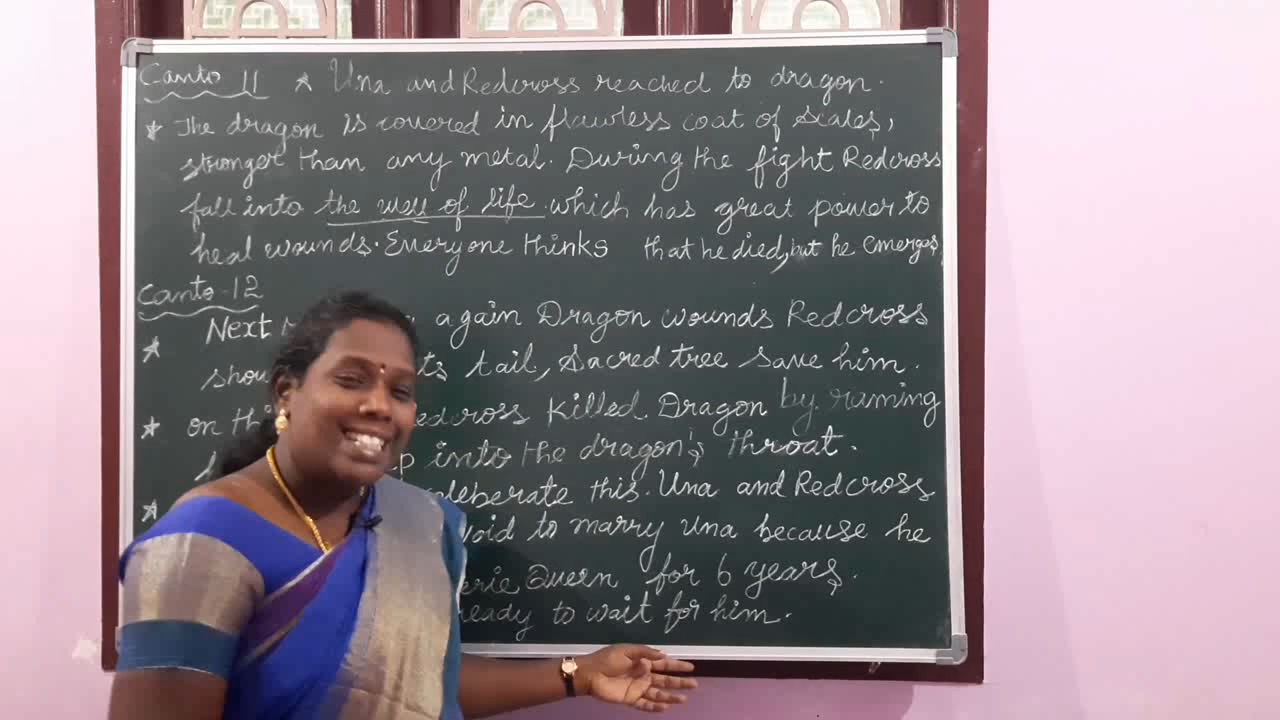 Canto 11 * Una and Redcross reached to dragon.
* The dragon is covered in flawless coat of scales,
stronger than any metal. During the fight Redcross
fall into the well of life which has great power to
heal wounds. Everyone thinks that he died, but he emerges.
Canto - 12
* Next again Dragon wounds Redcross
tail, Sacred tree save him.
* on Killed Dragon by
into the dragon's throat.
* celeberate this. Una and Redcross
to marry Una because he
Queen for 6 years.
ready to wait for him.